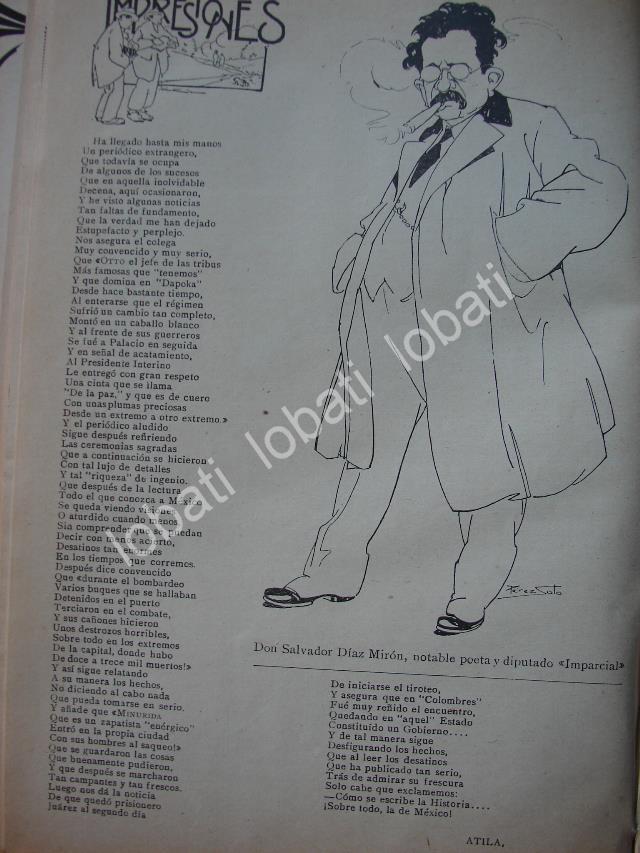 IMPRESIONES
Ha llegado hasta mis manos
Un periódico extrangero,
Que todavía se ocupa
De algunos de los sucesos
Que en aquella inolvidable
Decena, aquí ocasionaron,
Y he visto algunas noticias
Tan faltas de fundamento,
Que la verdad me han dejado
Estupefacto y perplejo.
Nos asegura el colega
Muy convencido y muy serio,
Que «OTTO el jefe de las tribus
Más famosas que "tenemos"
Y que domina en "Dapoka"
Desde hace bastante tiempo,
Al enterarse que el régimen
Sufrió un cambio tan completo,
Montó en un caballo blanco
Y al frente de sus guerreros
Se fué a Palacio en seguida
Y en señal de acatamiento,
Al Presidente Interino
Le entregó con gran respeto
Una cinta que se llama
"De la paz," y que es de cuero
Con unas plumas preciosas
Desde un extremo a otro extremo.»
Y el periódico aludido
Sigue después refiriendo
Las ceremonias sagradas
Que a continuación se hicieron
Con tal lujo de detalles
Y tal "riqueza" de ingenio.
Que después de la lectura
Todo el que conozca a México
Se queda viendo visiones
O aturdido cuando
Sin comprender que se puedan
Decir con menos acierto,
Desatinos tan enormes
En los tiempos que corremos.
Después dice convencido
Que «durante el bombardeo
Varios buques que se hallaban
Detenidos en el puerto
Terciaron en el combate,
Y sus cañones hicieron
Unos destrozos horribles,
Sobre todo en los extremos
De la capital, donde hubo
De doce a trece mil muertos!»
Y así sigue relatando
A su manera los hechos,
No diciendo al cabo nada
Que pueda tomarse en serio.
Y añade que «MINURIDA
Que es un zapatista "enérgico"
Entró en la propia ciudad
Con sus hombres al saqueo!»
Que se guardaron las cosas
Que buenamente pudieron,
Y que después se marcharon
Tan campantes y tan frescos.
Luego nos dá la noticia
De que quedó prisionero
Juárez al segundo día
Perez Soto
Don Salvador Díaz Mirón, notable poeta y diputado «Imparcial»
De iniciarse el tiroteo,
Y asegura que en "Colombres"
Fué muy reñido el encuentro,
Quedando en "aquel" Estado
Constituído un Gobierno....
Y de tal manera sigue
Desfigurando los hechos,
Que al leer los desatinos
Que ha publicado tan serio,
Trás de admirar su frescura
Solo cabe que exclamemos:
—Cómo se escribe la Historia....
¡Sobre todo, la de México!
ATILA.
lobati lobati lobati